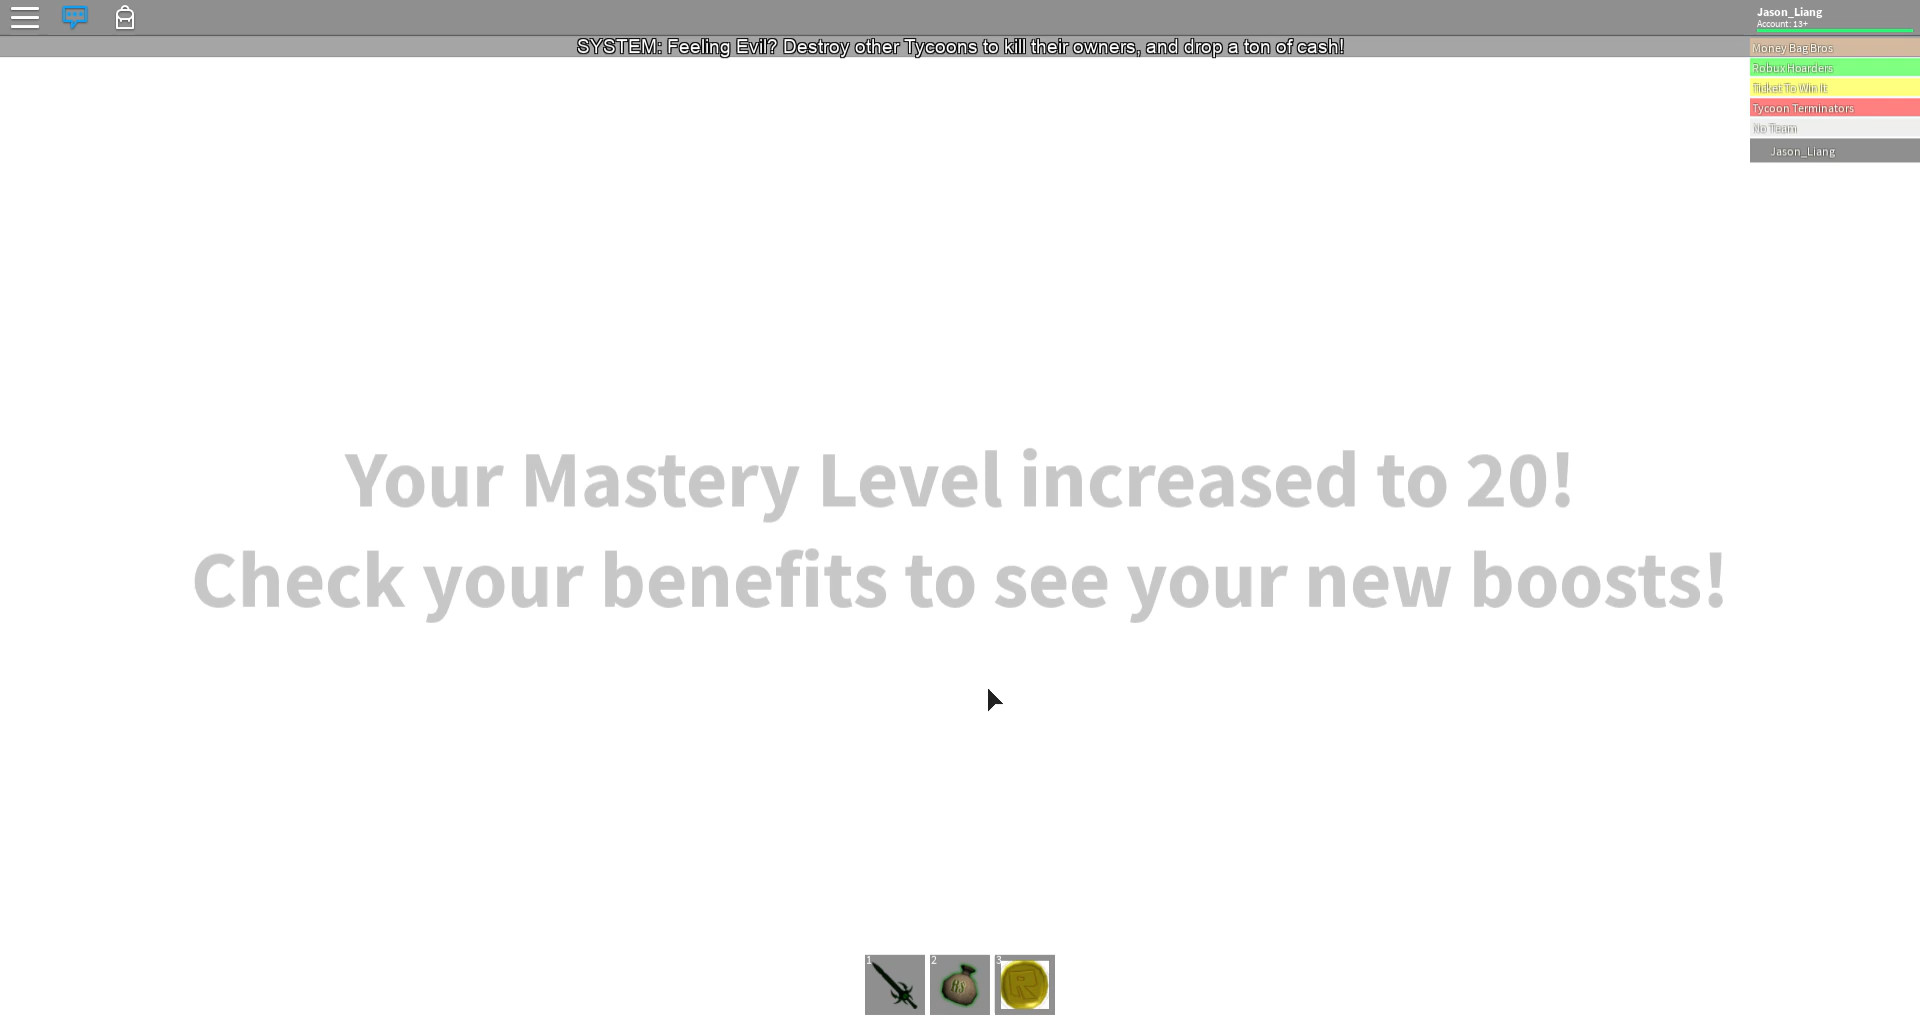 Jason_Liang
Account: 13+
SYSTEM: Feeling Evil? Destroy other Tycoons to kill their owners, and drop a ton of cash!
Money Bag Bros
Robux Hoarders
Ticket To Win It
Tycoon Terminators
No Team
Jason_Liang
Your Mastery Level increased to 20!
Check your benefits to see your new boosts!
1
2
3
R$
R